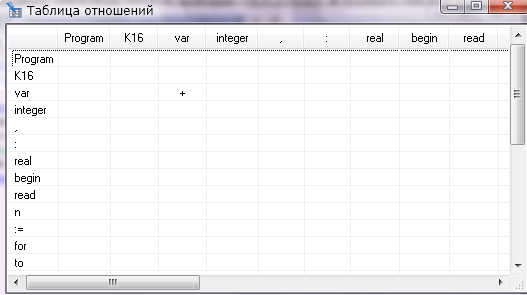 Таблица отношений
Program K16 var integer , : real begin read
Program
K16
var +
integer
,
:
real
begin
read
n
:=
for
to